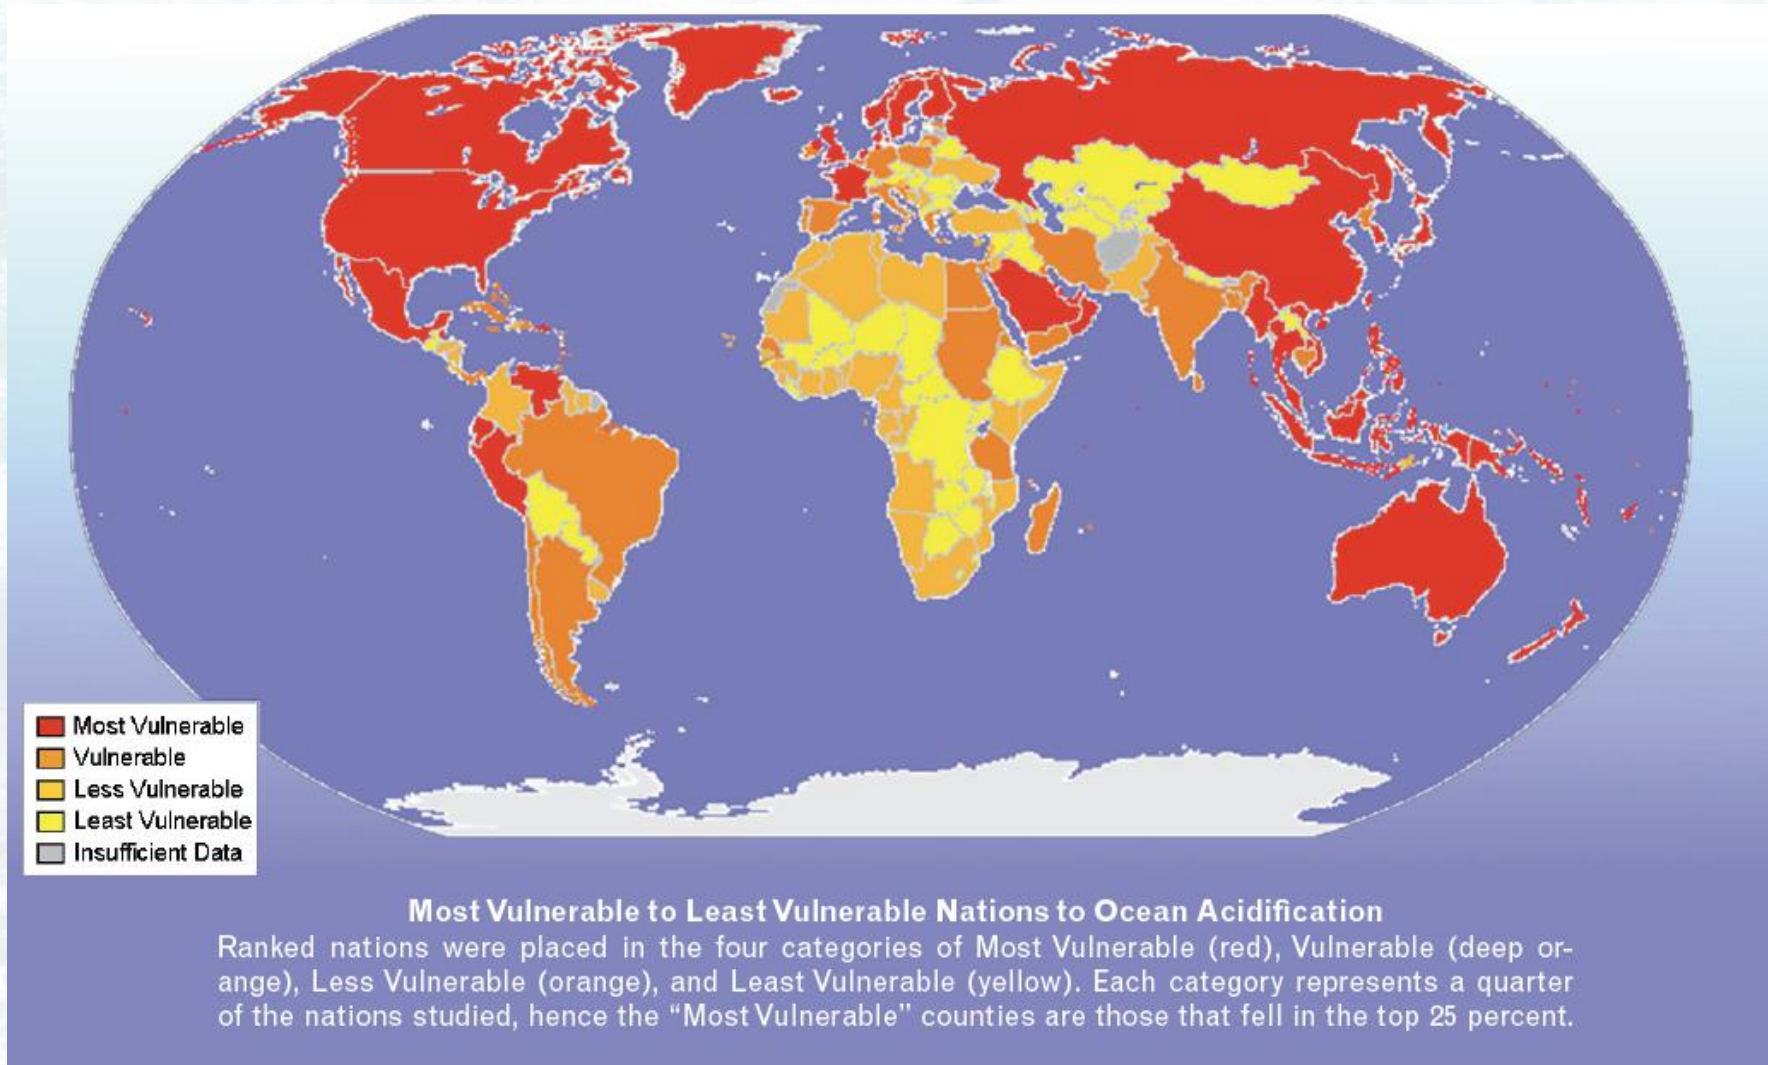 Most Vulnerable
Vulnerable
Less Vulnerable
Least Vulnerable
Insufficient Data
Most Vulnerable to Least Vulnerable Nations to Ocean Acidification
Ranked nations were placed in the four categories of Most Vulnerable (red), Vulnerable (deep or-
ange), Less Vulnerable (orange), and Least Vulnerable (yellow). Each category represents a quarter
of the nations studied, hence the “Most Vulnerable” counties are those that fell in the top 25 percent.